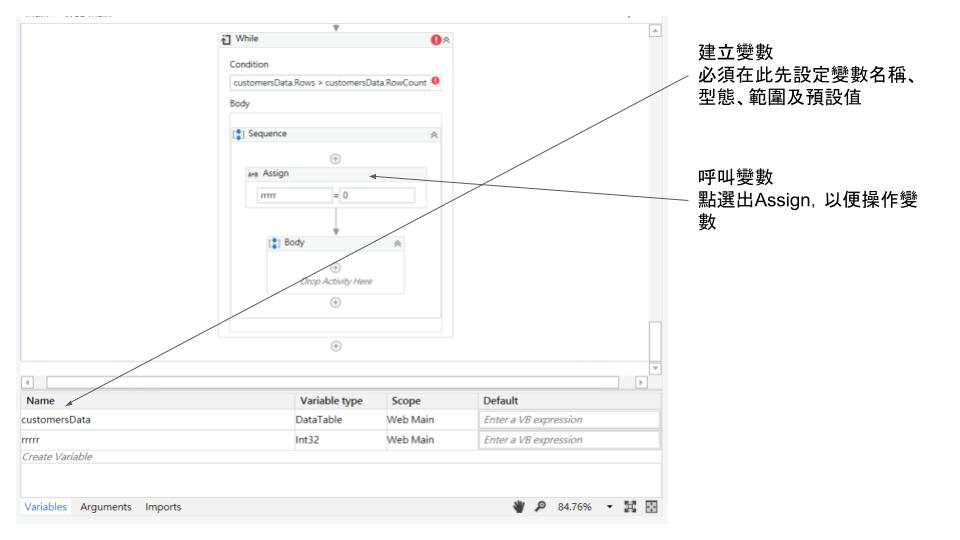 While
Condition
customersData.Rows > customersData.RowCount
Body
Sequence
A+B Assign
rrrrr = 0
Body
Drop Activity Here
建立變數
必須在此先設定變數名稱、
型態、範圍及預設值
呼叫變數
點選出Assign, 以便操作變
數
Name Variable type Scope Default
customersData DataTable Web Main Enter a VB expression
rrrrr Int32 Web Main Enter a VB expression
Create Variable
Variables Arguments Imports 84.76%